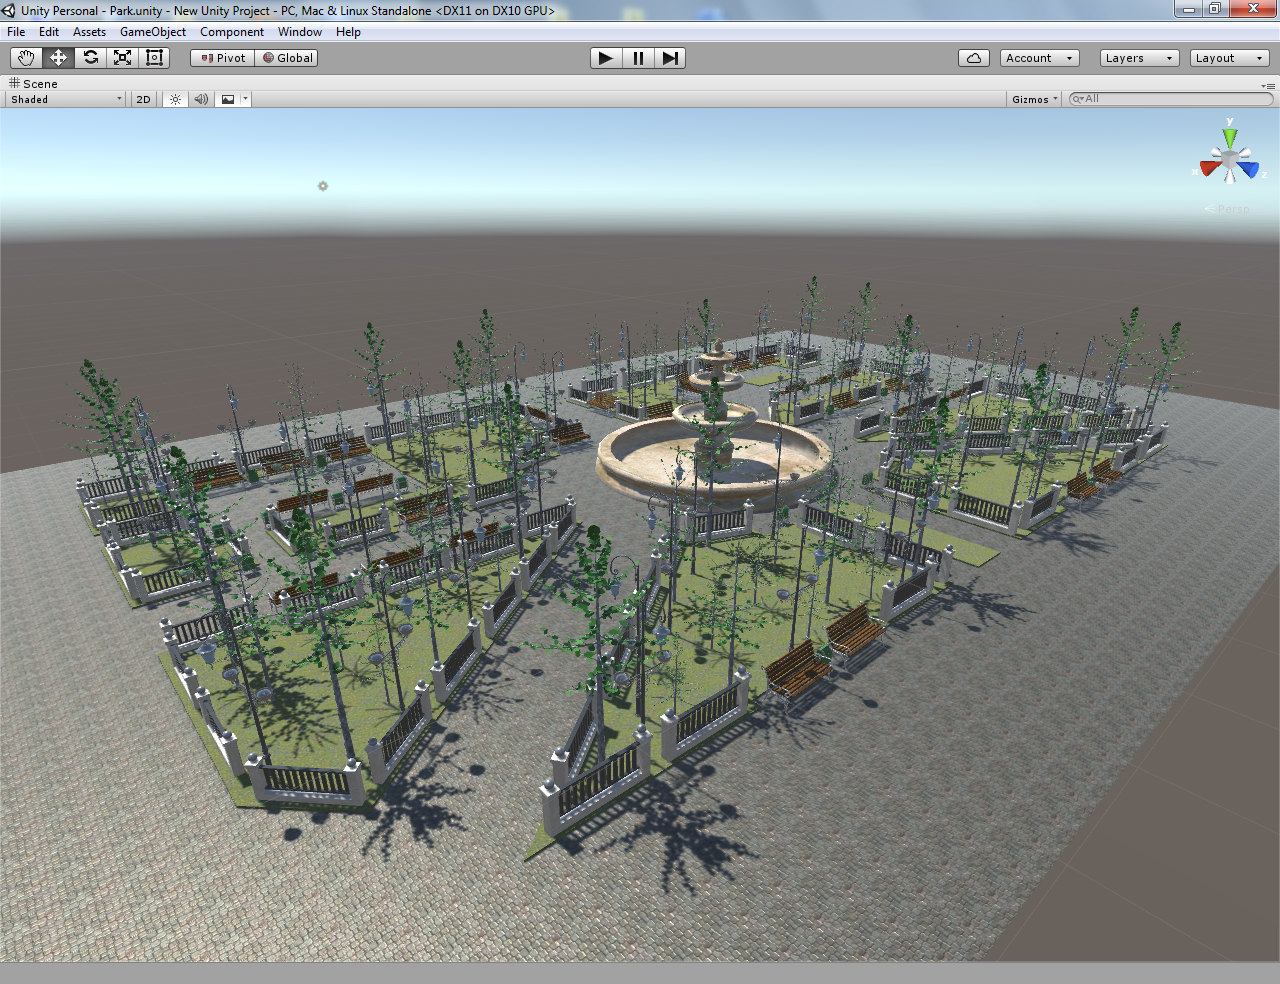 Unity Personal - Park.unity - New Unity Project - PC, Mac & Linux Standalone <DX11 on DX10 GPU>
File Edit Assets GameObject Component Window Help
Pivot Global Account Layers Layout
Scene
Shaded 2D Gizmos All
y
x z
Persp